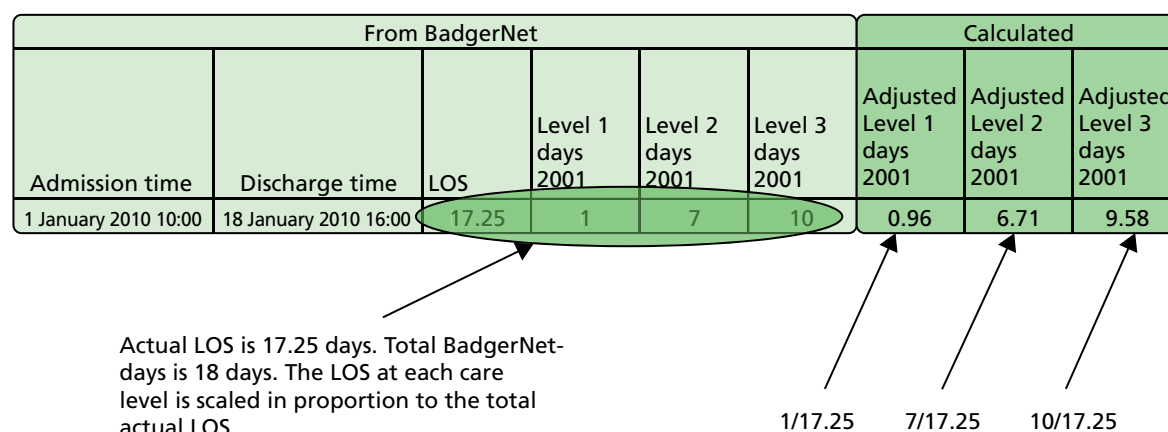 From BadgerNet
Calculated
Admission time
Discharge time
LOS
Level 1
days
2001
Level 2
days
2001
Level 3
days
2001
Adjusted
Level 1
days
2001
Adjusted
Level 2
days
2001
Adjusted
Level 3
days
2001
1 January 2010 10:00 18 January 2010 16:00 17.25 1 7 10 0.96 6.71 9.58
Actual LOS is 17.25 days. Total BadgerNet-
days is 18 days. The LOS at each care
level is scaled in proportion to the total
actual LOS
1/17.25 7/17.25 10/17.25